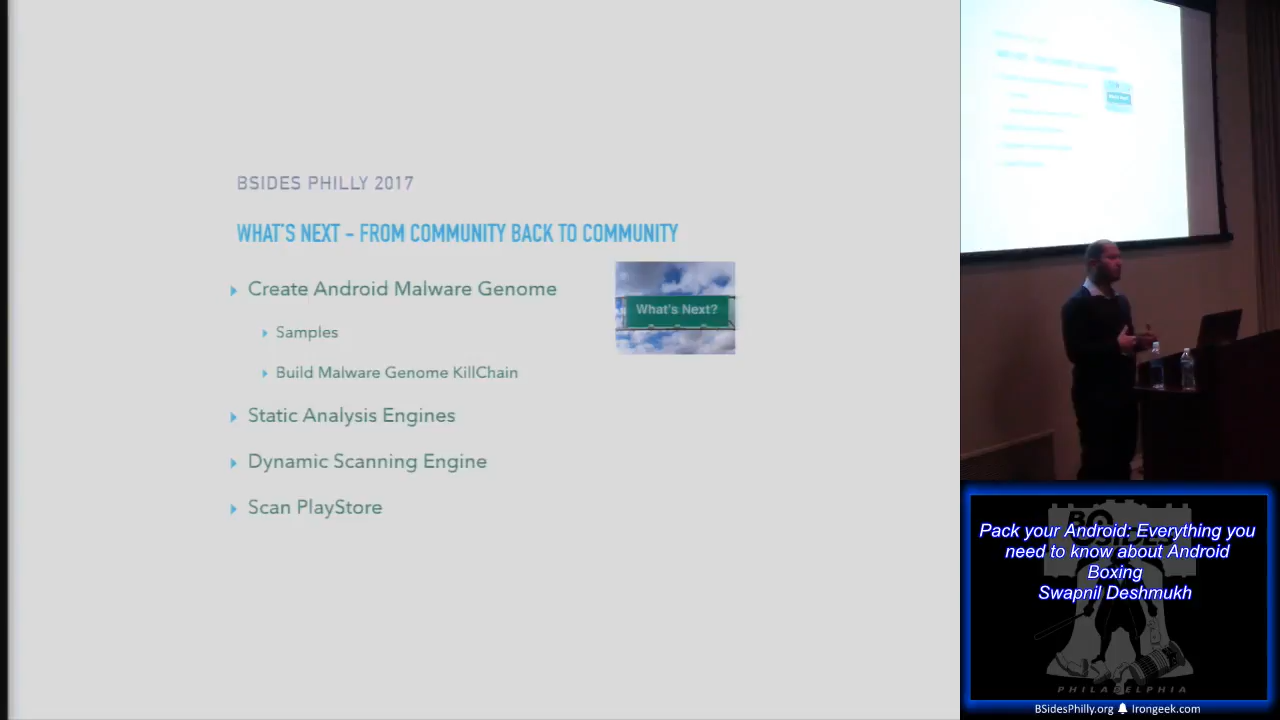 BSIDES PHILLY 2017
WHAT'S NEXT - FROM COMMUNITY BACK TO COMMUNITY
Create Android Malware Genome
What's Next?
Samples
Build Malware Genome KillChain
Static Analysis Engines
Dynamic Scanning Engine
Scan PlayStore
Pack your Android: Everything you
need to know about Android
Boxing
Swapnil Deshmukh
PHILADELPHIA
BSidesPhilly.org Irongeek.com